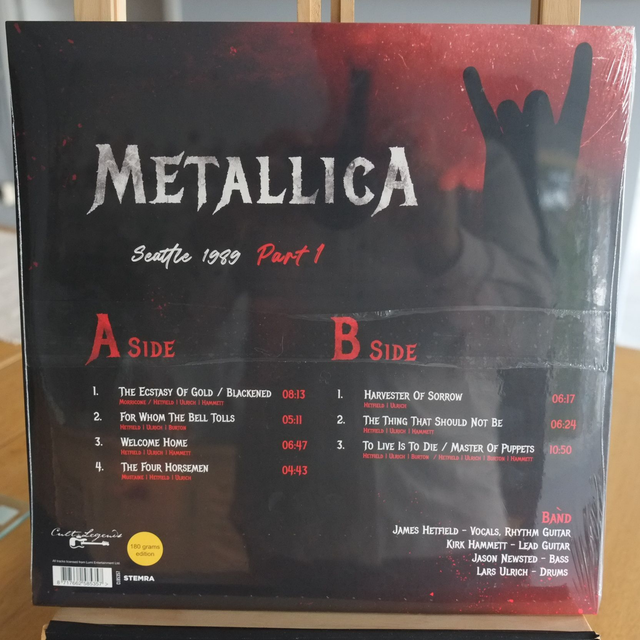 METALLICA
Seattle 1989 Part 1
A SIDE
1. THE ECSTASY OF GOLD / BLACKENED 08:13
MORRICONE / HETFIELD | ULRICH | HAMMETT
2. FOR WHOM THE BELL TOLLS 05:11
HETFIELD | ULRICH | BURTON
3. WELCOME HOME 06:47
HETFIELD | ULRICH | HAMMETT
4. THE FOUR HORSEMEN 04:43
MUSTAINE | HETFIELD | ULRICH
B SIDE
1. HARVESTER OF SORROW 06:17
HETFIELD | ULRICH
2. THE THING THAT SHOULD NOT BE 06:24
HETFIELD | ULRICH | HAMMETT
3. TO LIVE IS TO DIE / MASTER OF PUPPETS 10:50
HETFIELD | ULRICH | BURTON / HETFIELD | ULRICH | BURTON | HAMMETT
BAND
JAMES HETFIELD - VOCALS, RHYTHM GUITAR
KIRK HAMMETT - LEAD GUITAR
JASON NEWSTED - BASS
LARS ULRICH - DRUMS
Cult Legends
180 grams
edition
STEMRA